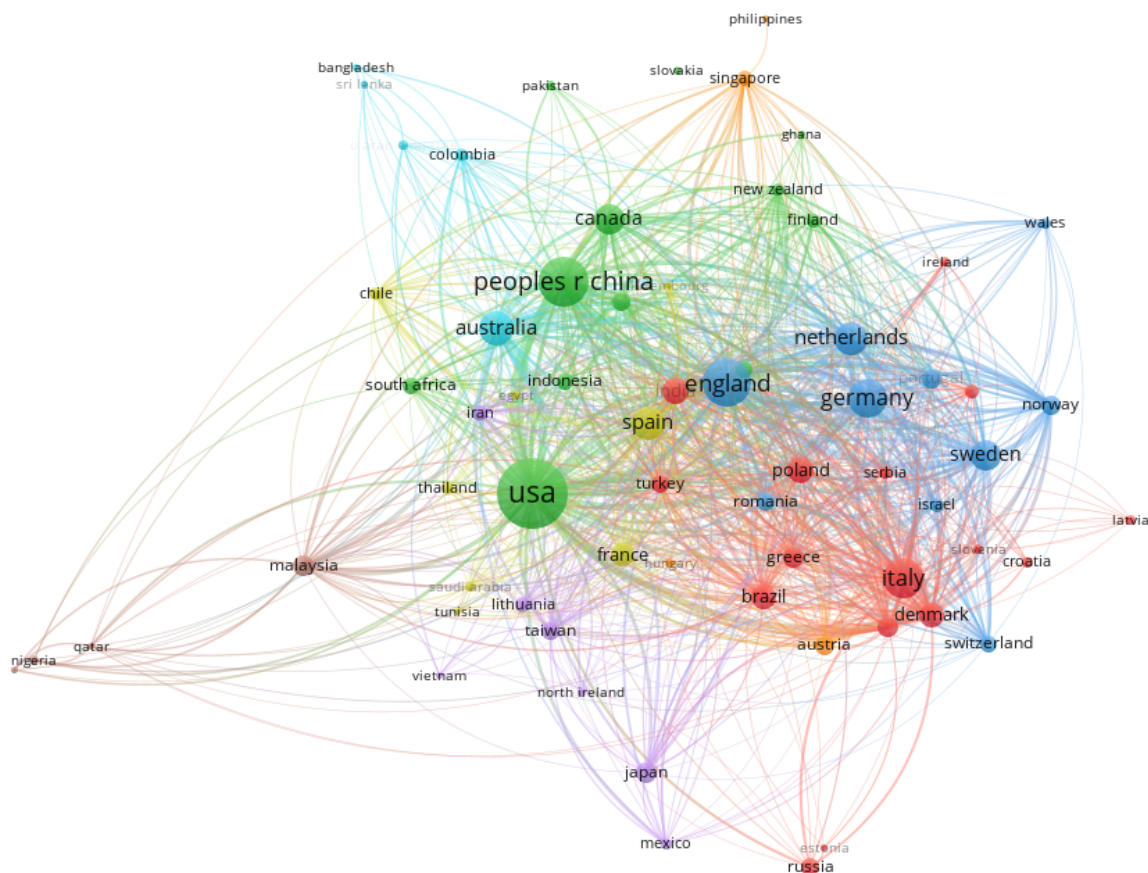 philippines
bangladesh
slovakia
singapore
sri lanka
pakistan
ghana
colombia
new zealand
canada
finland
wales
ireland
peoples r china
chile
australia
netherlands
south africa
indonesia
india
england
portugal
egypt
germany
norway
iran
spain
sweden
poland
serbia
thailand
usa
turkey
romania
israel
latvia
france
greece
slovenia
malaysia
hungary
croatia
saudi arabia
italy
lithuania
brazil
tunisia
denmark
taiwan
austria
switzerland
qatar
nigeria
vietnam
north ireland
japan
mexico
estonia
russia